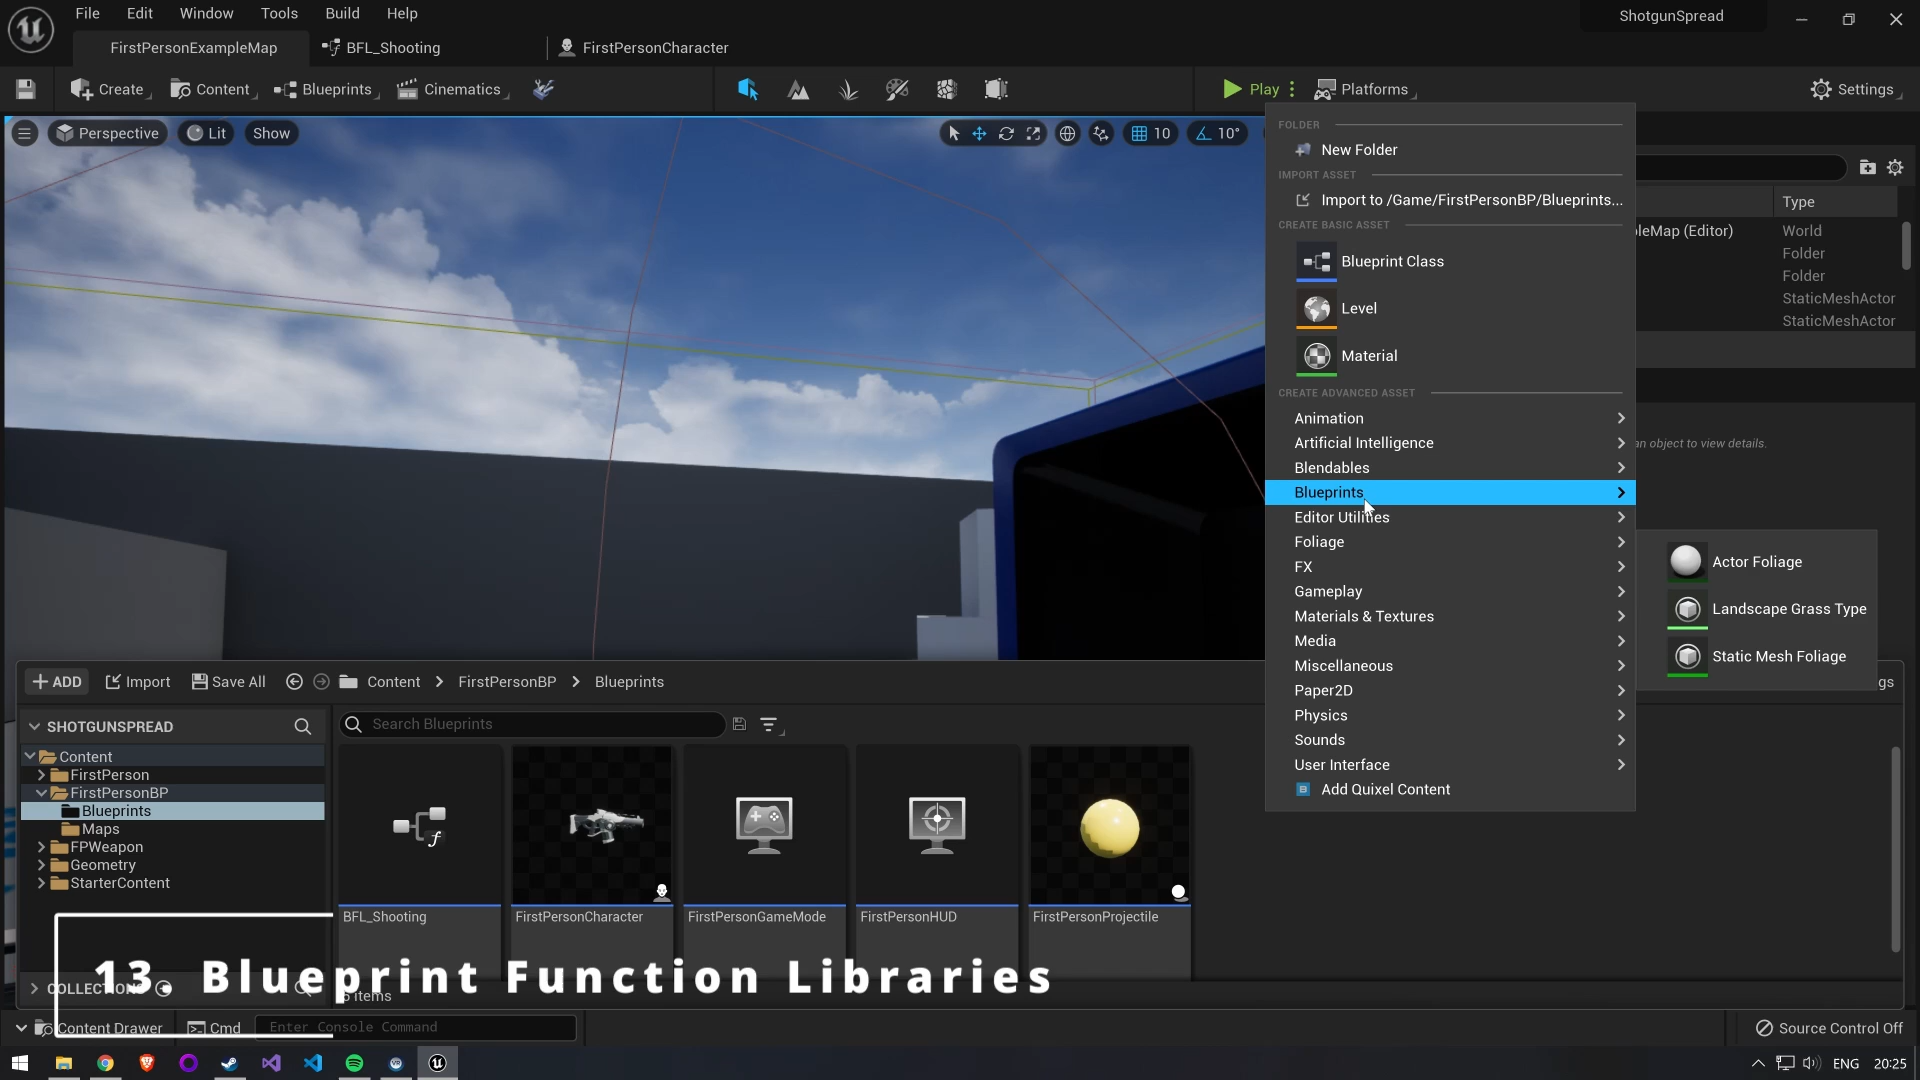 File Edit Window Tools Build Help
ShotgunSpread
FirstPersonExampleMap BFL_Shooting FirstPersonCharacter
Create Content Blueprints Cinematics Play Platforms Settings
Perspective Lit Show 10 10°
FOLDER
New Folder
IMPORT ASSET
Import to /Game/FirstPersonBP/Blueprints...
CREATE BASIC ASSET
Blueprint Class
Level
Material
CREATE ADVANCED ASSET
Animation
Artificial Intelligence
Blendables
Blueprints
Editor Utilities
Foliage
FX
Gameplay
Materials & Textures
Media
Miscellaneous
Paper2D
Physics
Sounds
User Interface
Add Quixel Content
Type
(Editor) World
Folder
Folder
StaticMeshActor
StaticMeshActor
an object to view details.
Actor Foliage
Landscape Grass Type
Static Mesh Foliage
ADD Import Save All Content FirstPersonBP Blueprints
SHOTGUNSPREAD
Search Blueprints
Content
FirstPerson
FirstPersonBP
Blueprints
Maps
FPWeapon
Geometry
StarterContent
BFL_Shooting FirstPersonCharacter FirstPersonGameMode FirstPersonHUD FirstPersonProjectile
13. Blueprint Function Libraries
COLLECTIONS
items
Content Drawer Cmd Enter Console Command Source Control Off
ENG 20:25